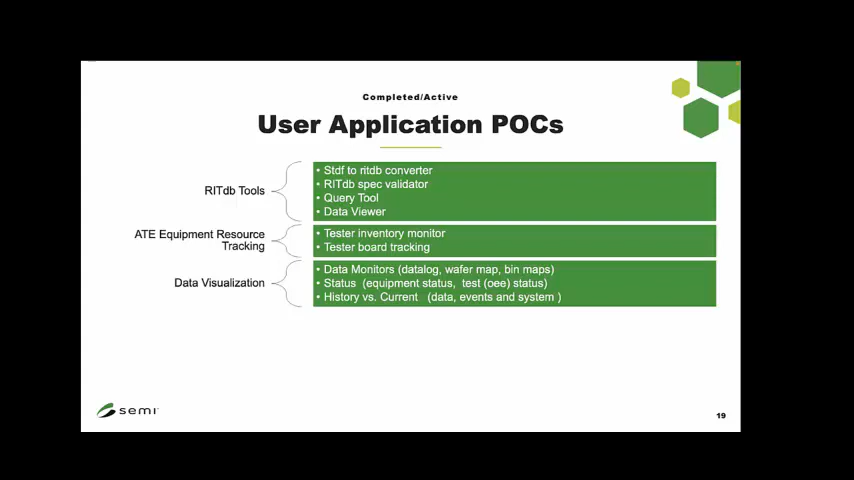 Completed/Active
User Application POCs
RITdb Tools
• Stdf to ritdb converter
• RITdb spec validator
• Query Tool
• Data Viewer
ATE Equipment Resource
Tracking
• Tester inventory monitor
• Tester board tracking
Data Visualization
• Data Monitors (datalog, wafer map, bin maps)
• Status (equipment status, test (oee) status)
• History vs. Current (data, events and system )
semi
19